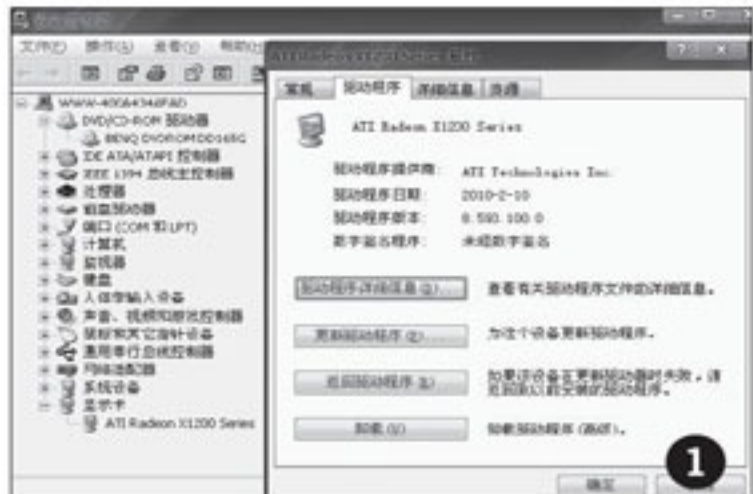 文件(F) 操作(A) 查看(V) 帮助(H)
WWW-400A4348FAD
DVD/CD-ROM 驱动器
BENQ DVDROM DD165G
IDE ATA/ATAPI 控制器
IEEE 1394 总线主控制器
处理器
磁盘驱动器
端口 (COM 和 LPT)
计算机
监视器
键盘
人体学输入设备
声音、视频和游戏控制器
鼠标和其它指针设备
通用串行总线控制器
网络适配器
系统设备
显示卡
ATI Radeon X1200 Series
ATI Radeon X1200 Series 属性
常规 驱动程序 详细信息 资源
ATI Radeon X1200 Series
驱动程序提供商: ATI Technologies Inc.
驱动程序日期: 2010-2-10
驱动程序版本: 8.593.100.0
数字签名程序: 未经数字签名
驱动程序详细信息(D)... 查看有关驱动程序文件的详细信息。
更新驱动程序(P)... 为这个设备更新驱动程序。
返回驱动程序(R) 如果该设备在更新驱动器时失败，请
返回到以前安装的驱动程序。
卸载(U) 卸载驱动程序(高级)。
确定
1